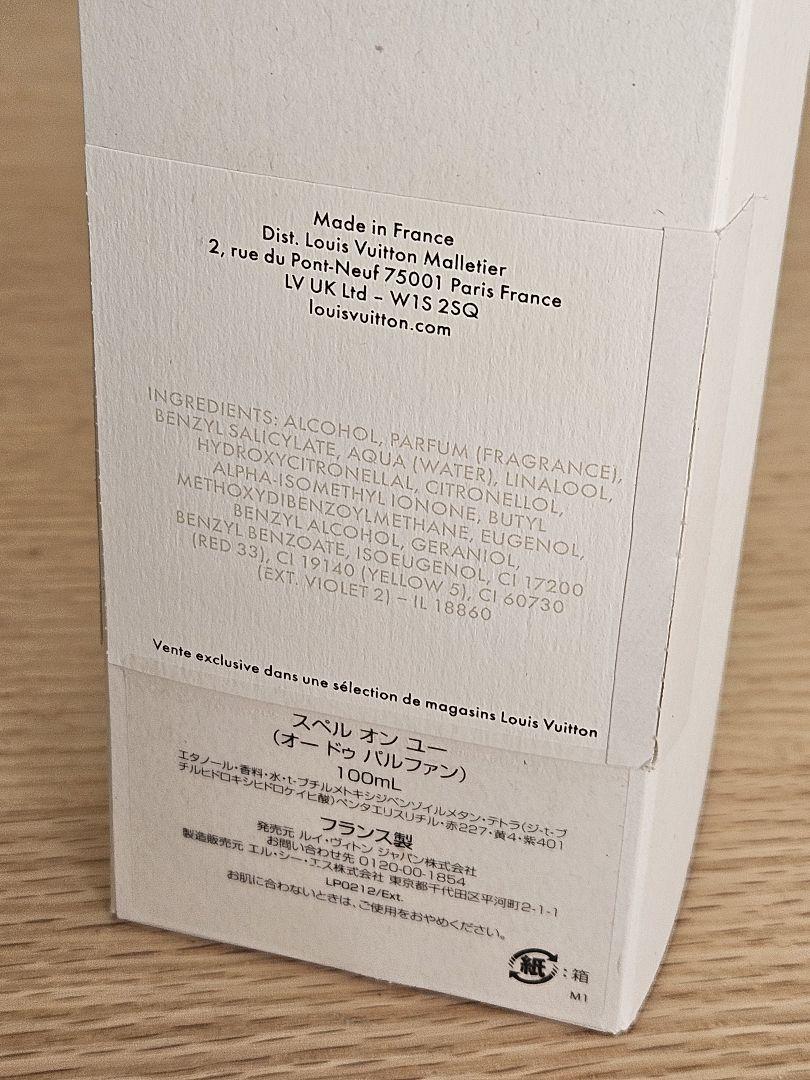 Made in France
Dist. Louis Vuitton Malletier
2, rue du Pont-Neuf 75001 Paris France
LV UK Ltd – W1S 2SQ
louisvuitton.com
INGREDIENTS: ALCOHOL, PARFUM (FRAGRANCE),
BENZYL SALICYLATE, AQUA (WATER), LINALOOL,
HYDROXYCITRONELLAL, CITRONELLOL,
ALPHA-ISOMETHYL IONONE, BUTYL
METHOXYDIBENZOYLMETHANE, EUGENOL,
BENZYL ALCOHOL, GERANIOL,
BENZYL BENZOATE, ISOEUGENOL, CI 17200
(RED 33), CI 19140 (YELLOW 5), CI 60730
(EXT. VIOLET 2) – IL 18860
Vente exclusive dans une sélection de magasins Louis Vuitton
スペル オン ユー
(オー ドゥ パルファン)
100mL
エタノール・香料・水・t-ブチルメトキシジベンゾイルメタン・テトラ(ジ-t-ブ
チルヒドロキシヒドロケイヒ酸)ペンタエリスリチル・赤227・黄4・紫401
フランス製
発売元 ルイ・ヴィトン ジャパン株式会社
お問い合わせ先 0120-00-1854
製造販売元 エル・シー・エス株式会社 東京都千代田区平河町2-1-1
LP0212/Ext.
お肌に合わないときは、ご使用をおやめください。
紙 : 箱
M1